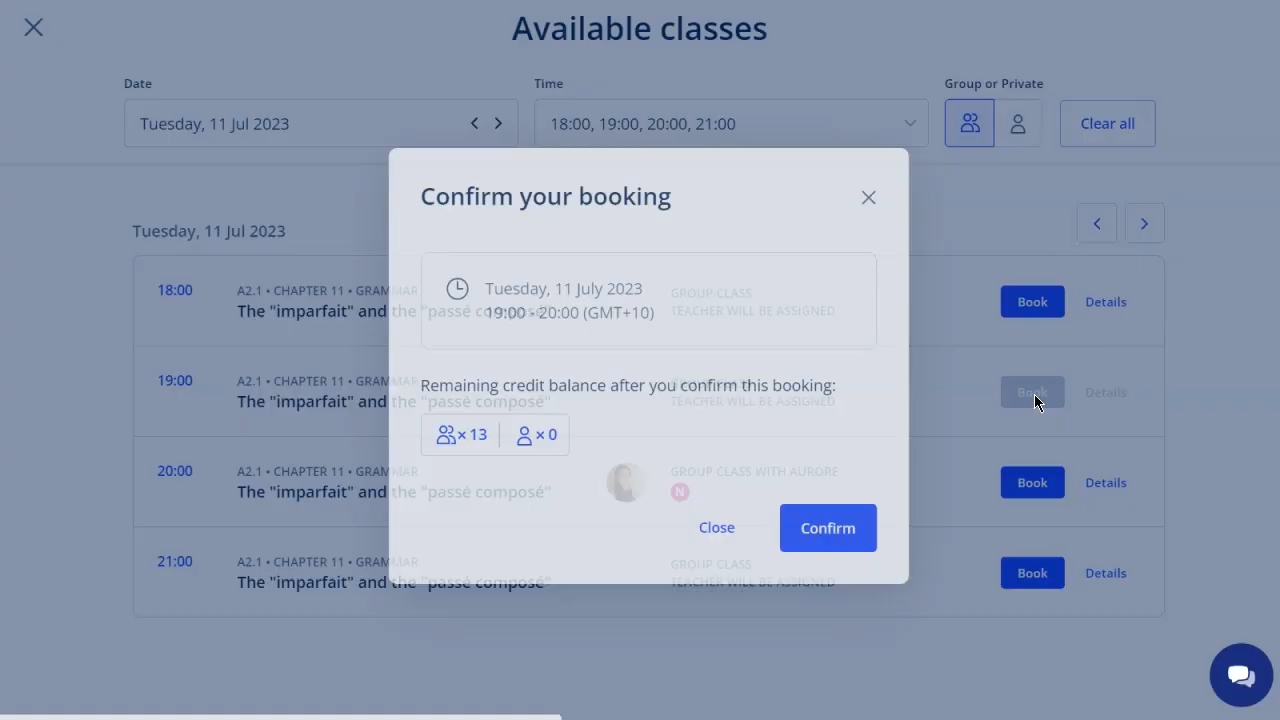 Available classes
Date
Time
Group or Private
Tuesday, 11 Jul 2023
18:00, 19:00, 20:00, 21:00
Clear all
Confirm your booking
Tuesday, 11 Jul 2023
Tuesday, 11 July 2023
19:00 - 20:00 (GMT+10)
18:00
A2.1 • CHAPTER 11 • GRAMMAR
The "imparfait" and the "passé composé"
GROUP CLASS
TEACHER WILL BE ASSIGNED
Book
Details
Remaining credit balance after you confirm this booking:
× 13
× 0
19:00
A2.1 • CHAPTER 11 • GRAMMAR
The "imparfait" and the "passé composé"
TEACHER WILL BE ASSIGNED
Book
Details
20:00
A2.1 • CHAPTER 11 • GRAMMAR
The "imparfait" and the "passé composé"
GROUP CLASS WITH AURORE
N
Book
Details
Close
Confirm
21:00
A2.1 • CHAPTER 11 • GRAMMAR
The "imparfait" and the "passé composé"
GROUP CLASS
TEACHER WILL BE ASSIGNED
Book
Details